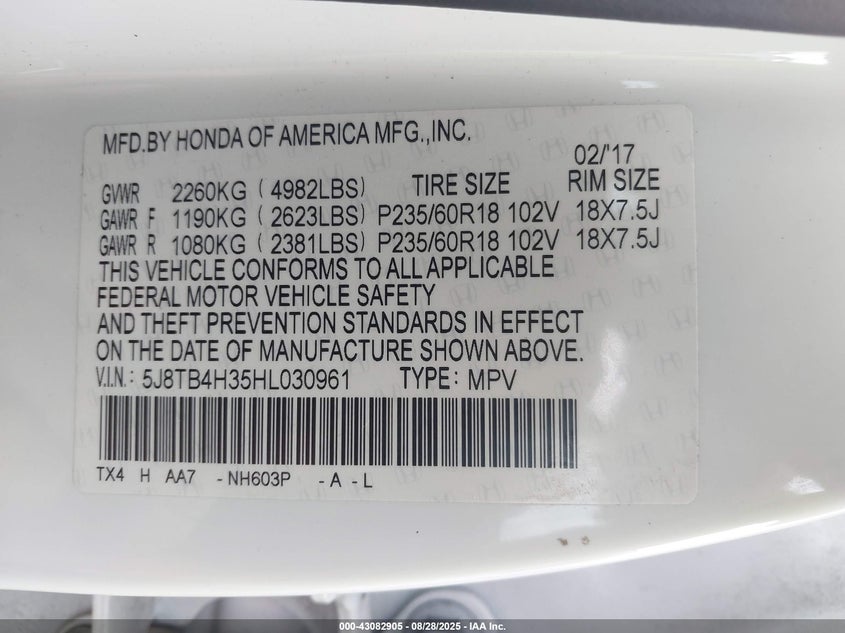 MFD.BY HONDA OF AMERICA MFG.,INC.
02/'17
GVWR 2260KG ( 4982LBS) TIRE SIZE RIM SIZE
GAWR F 1190KG ( 2623LBS) P235/60R18 102V 18X7.5J
GAWR R 1080KG ( 2381LBS) P235/60R18 102V 18X7.5J
THIS VEHICLE CONFORMS TO ALL APPLICABLE
FEDERAL MOTOR VEHICLE SAFETY
AND THEFT PREVENTION STANDARDS IN EFFECT
ON THE DATE OF MANUFACTURE SHOWN ABOVE.
V.I.N.: 5J8TB4H35HL030961 TYPE: MPV
TX4 H AA7 -NH603P -A -L
000-43082905 - 08/28/2025 - IAA Inc.